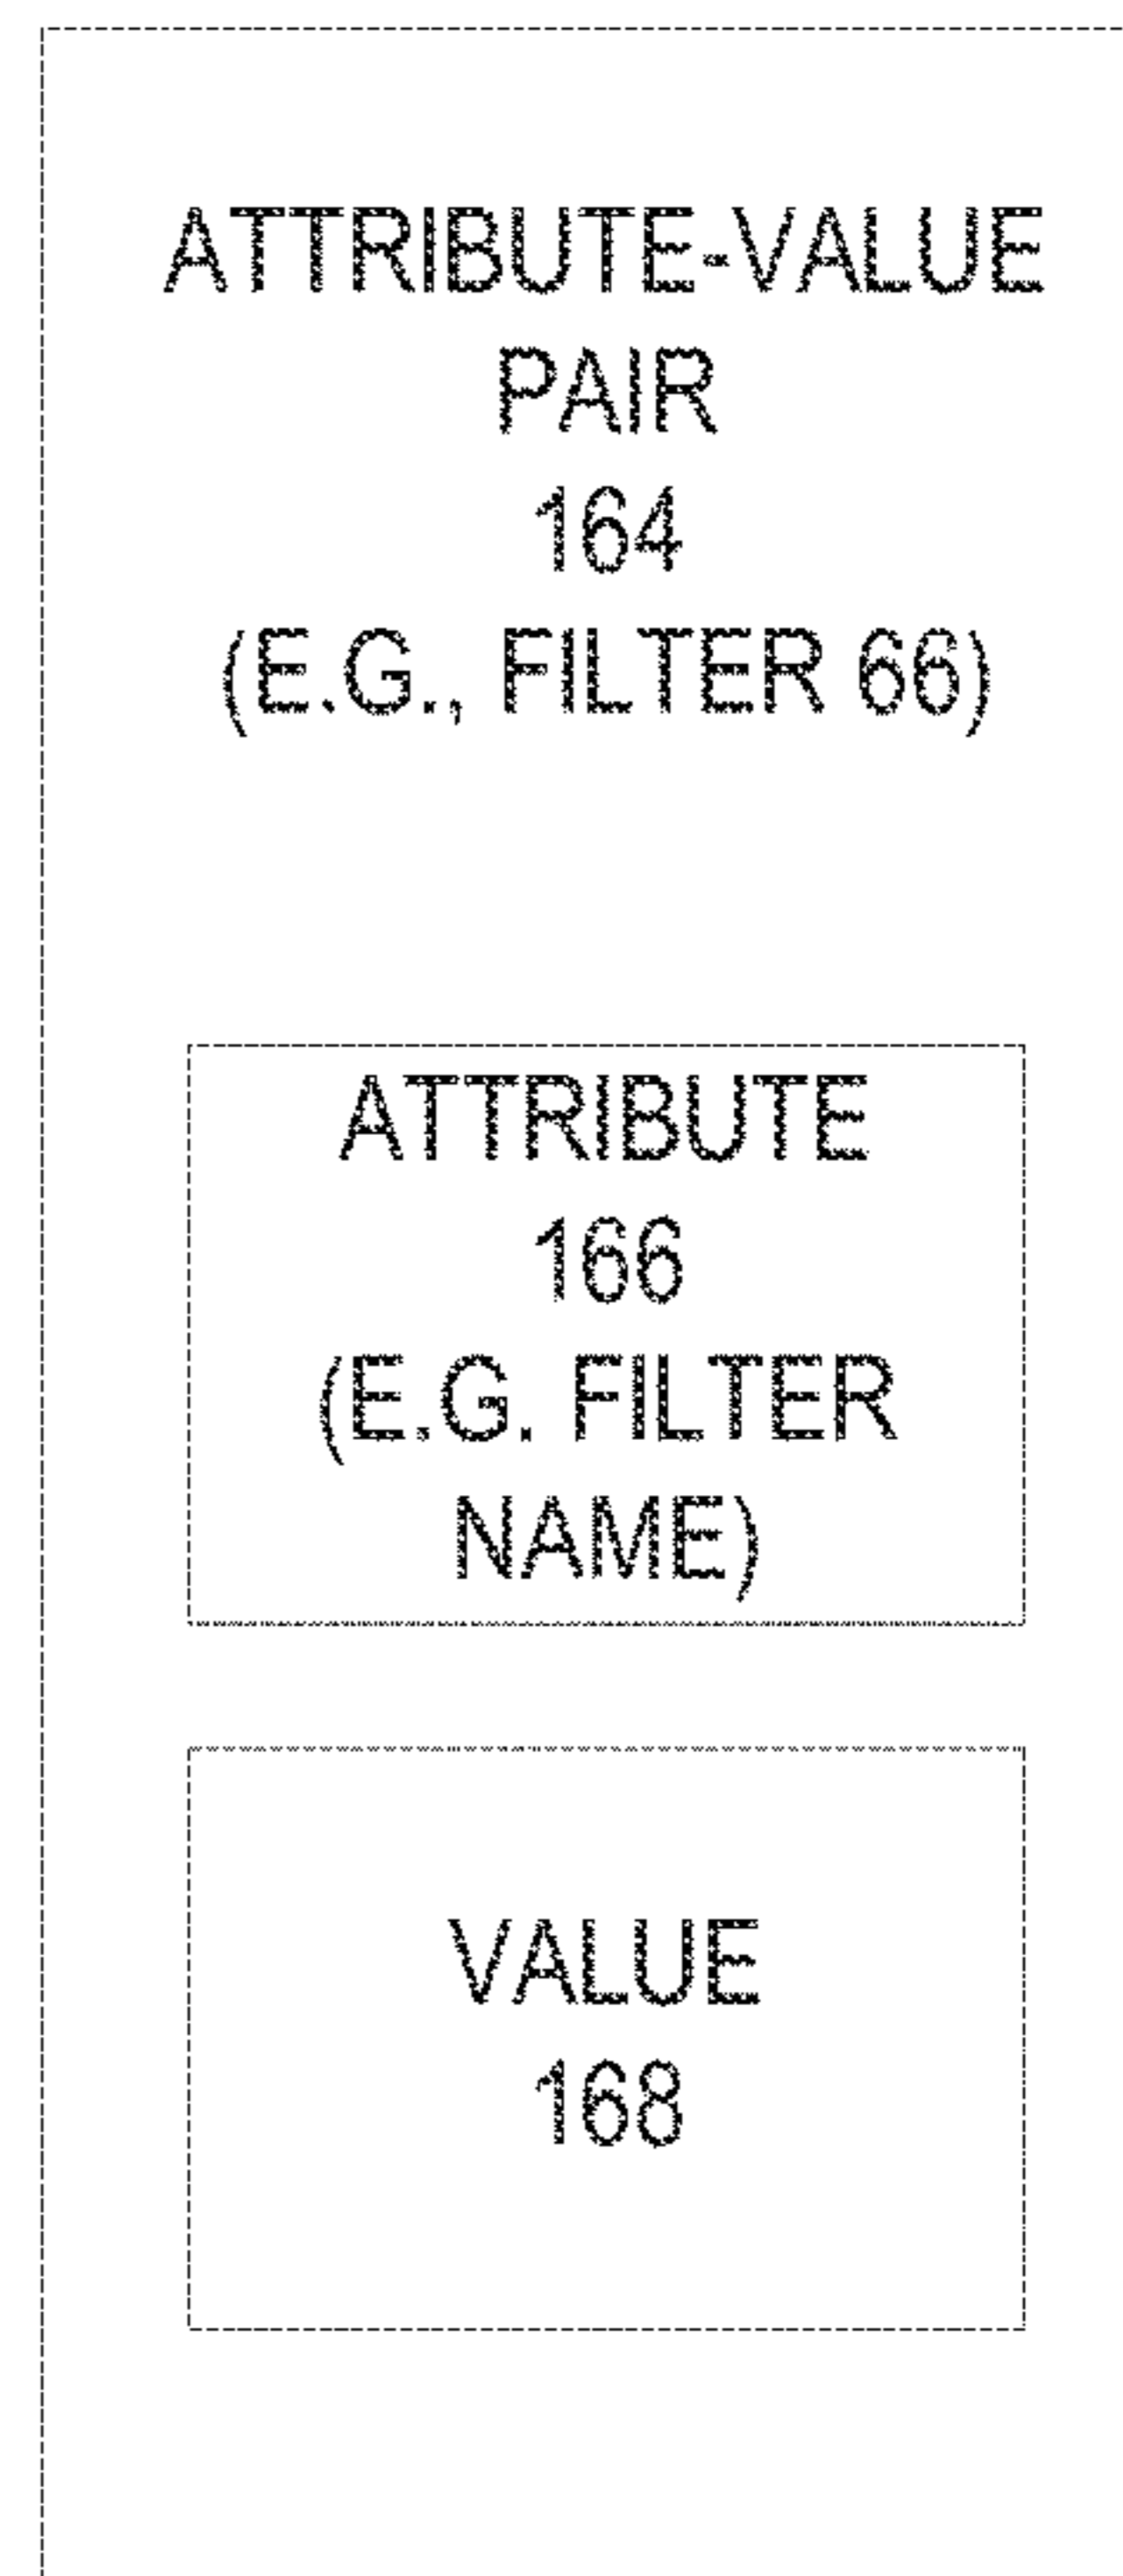 ATTRIBUTE-VALUE
PAIR
164
(E.G., FILTER 66)
ATTRIBUTE
166
(E.G. FILTER
NAME)
VALUE
168